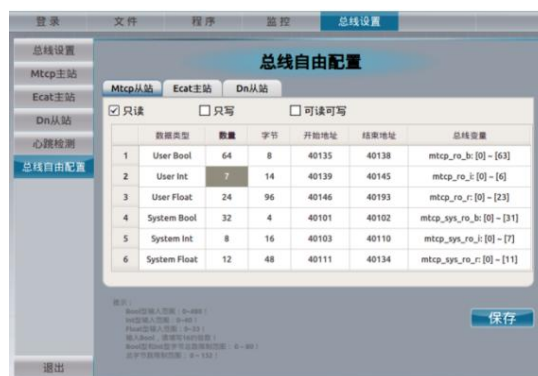 登录 文件 程序 监控 总线设置
总线设置
Mtcp主站
Ecat主站
Dn从站
心跳检测
总线自由配置
退出
总线自由配置
Mtcp从站 Ecat主站 Dn从站
只读 只写 可读可写
数据类型 数量 字节 开始地址 结束地址 总线变量
1 User Bool 64 8 40135 40138 mtcp_ro_b: [0] ~ [63]
2 User Int 7 14 40139 40145 mtcp_ro_i: [0] ~ [6]
3 User Float 24 96 40146 40193 mtcp_ro_r: [0] ~ [23]
4 System Bool 32 4 40101 40102 mtcp_sys_ro_b: [0] ~ [31]
5 System Int 8 16 40103 40110 mtcp_sys_ro_i: [0] ~ [7]
6 System Float 12 48 40111 40134 mtcp_sys_ro_r: [0] ~ [11]
保存